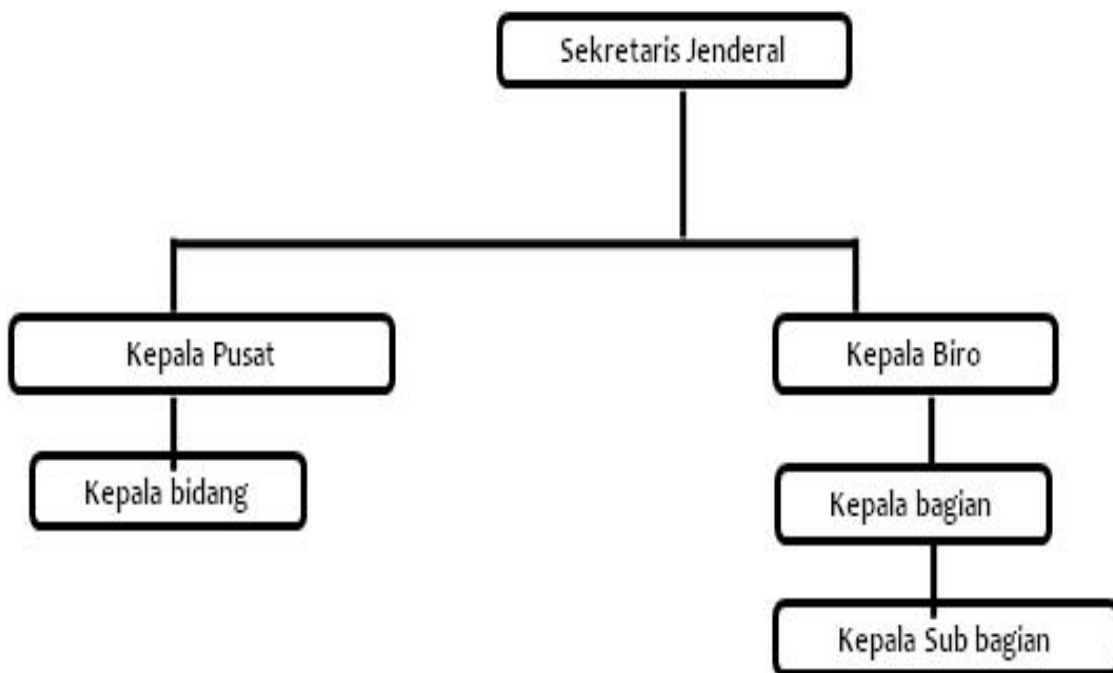 Sekretaris Jenderal
Kepala Pusat
Kepala Biro
Kepala bidang
Kepala bagian
Kepala Sub bagian